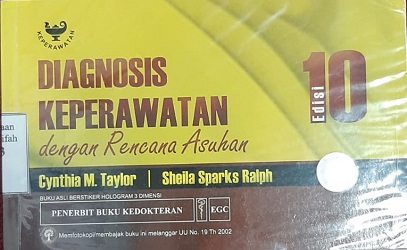 KEPERAWATAN
DIAGNOSIS
KEPERAWATAN
dengan Rencana Asuhan
Edisi 10
Cynthia M. Taylor | Sheila Sparks Ralph
BUKU ASLI BERSTIKER HOLOGRAM 3 DIMENSI
PENERBIT BUKU KEDOKTERAN EGC
Memfotokopi/membajak buku ini melanggar UU No. 19 Th 2002